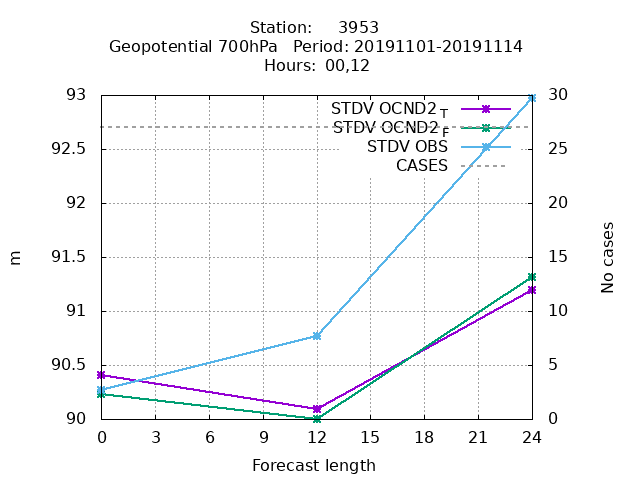 Station: 3953
Geopotential 700hPa Period: 20191101-20191114
Hours: 00,12
93 30
STDV OCND2 T
STDV OCND2 F
92.5 STDV OBS 25
CASES
92 20
91.5 15
m No cases
91 10
90.5 5
90 0
0 3 6 9 12 15 18 21 24
Forecast length